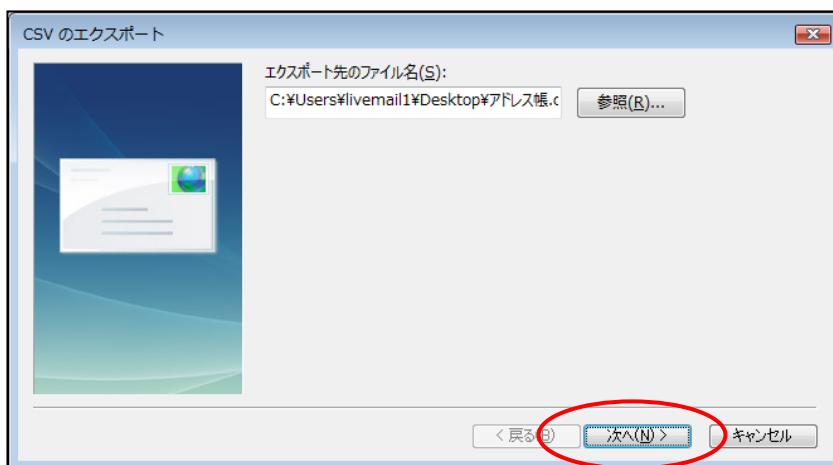 CSV のエクスポート
エクスポート先のファイル名(S):
C:¥Users¥livemail1¥Desktop¥アドレス帳.c
参照(R)...
< 戻る(B)
次へ(N) >
キャンセル